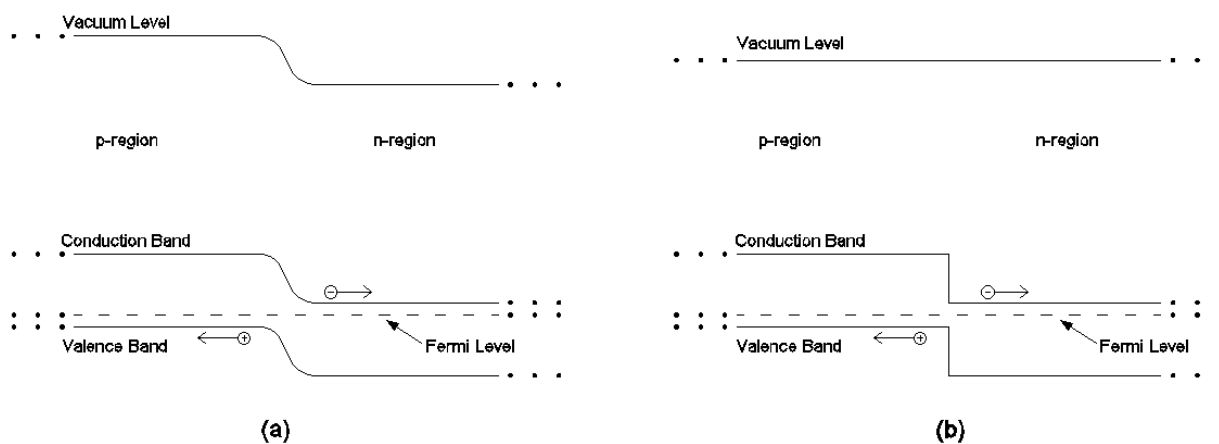 Vacuum Level
p-region n-region
Conduction Band
Valence Band Fermi Level
(a)
Vacuum Level
p-region n-region
Conduction Band
Valence Band Fermi Level
(b)